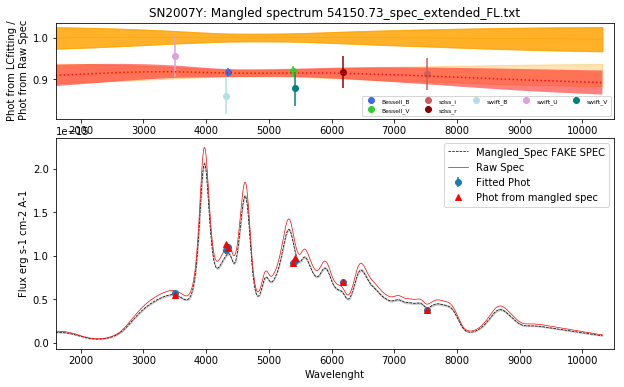 SN2007Y: Mangled spectrum 54150.73_spec_extended_FL.txt
Phot from LCfitting /
Phot from Raw Spec
1.0
0.9
Bessell_B
Bessell_V
sdss_i
sdss_r
swift_B
swift_U
swift_V
2000 3000 4000 5000 6000 7000 8000 9000 10000
Flux erg s-1 cm-2 A-1
2.0
1.5
1.0
0.5
0.0
Mangled_Spec FAKE SPEC
Raw Spec
Fitted Phot
Phot from mangled spec
2000 3000 4000 5000 6000 7000 8000 9000 10000
Wavelenght